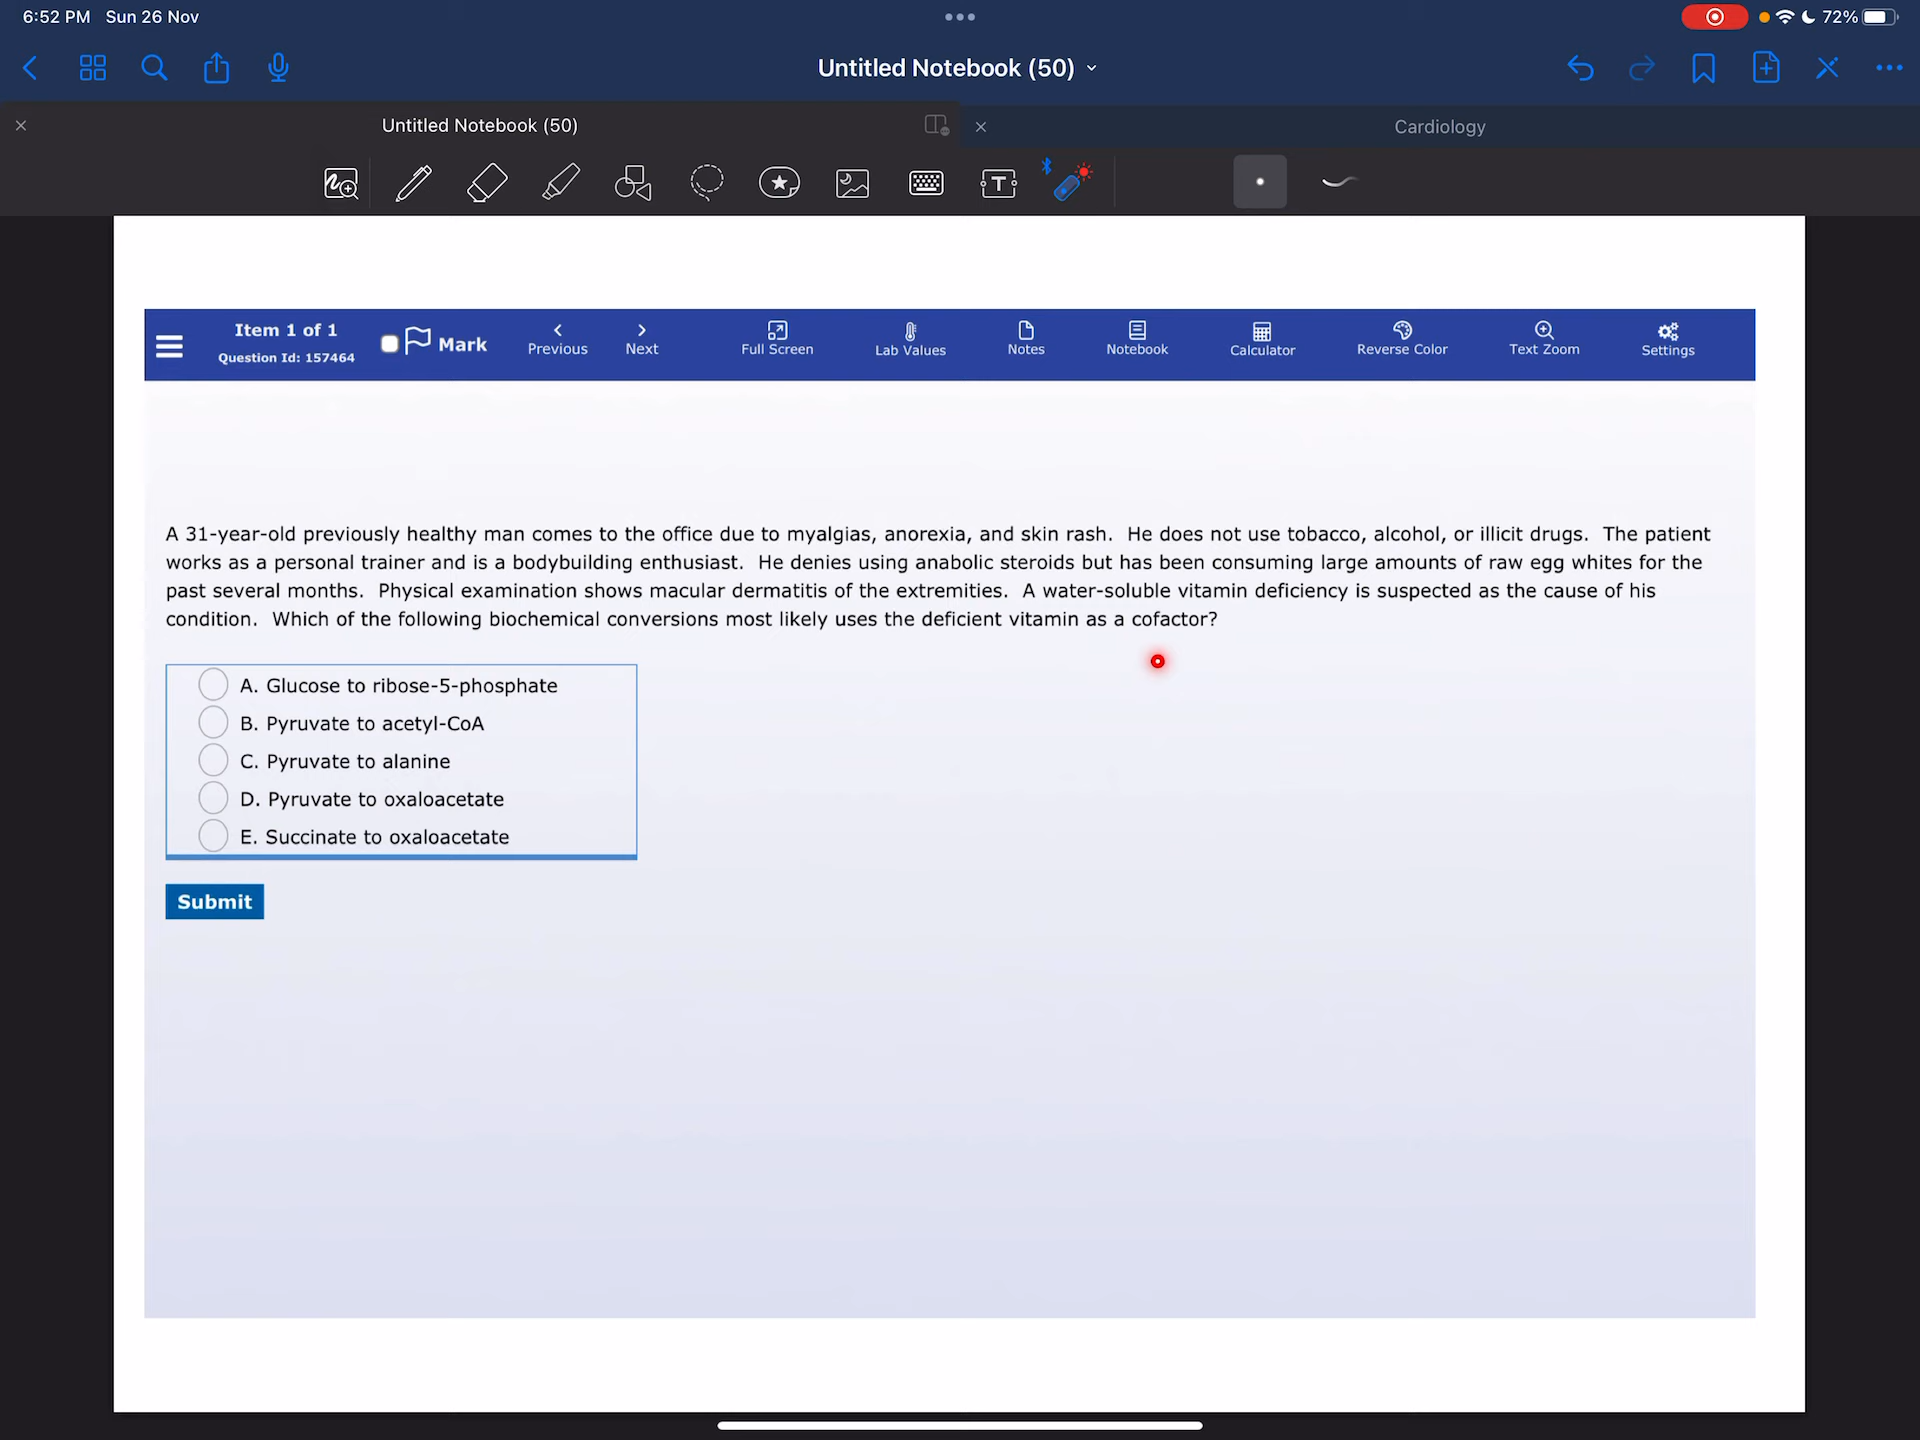 6:52 PM Sun 26 Nov
72%
Untitled Notebook (50)
Untitled Notebook (50)
Cardiology
T
Item 1 of 1
Question Id: 157464
Mark
Previous
Next
Full Screen
Lab Values
Notes
Notebook
Calculator
Reverse Color
Text Zoom
Settings
A 31-year-old previously healthy man comes to the office due to myalgias, anorexia, and skin rash. He does not use tobacco, alcohol, or illicit drugs. The patient
works as a personal trainer and is a bodybuilding enthusiast. He denies using anabolic steroids but has been consuming large amounts of raw egg whites for the
past several months. Physical examination shows macular dermatitis of the extremities. A water-soluble vitamin deficiency is suspected as the cause of his
condition. Which of the following biochemical conversions most likely uses the deficient vitamin as a cofactor?
A. Glucose to ribose-5-phosphate
B. Pyruvate to acetyl-CoA
C. Pyruvate to alanine
D. Pyruvate to oxaloacetate
E. Succinate to oxaloacetate
Submit